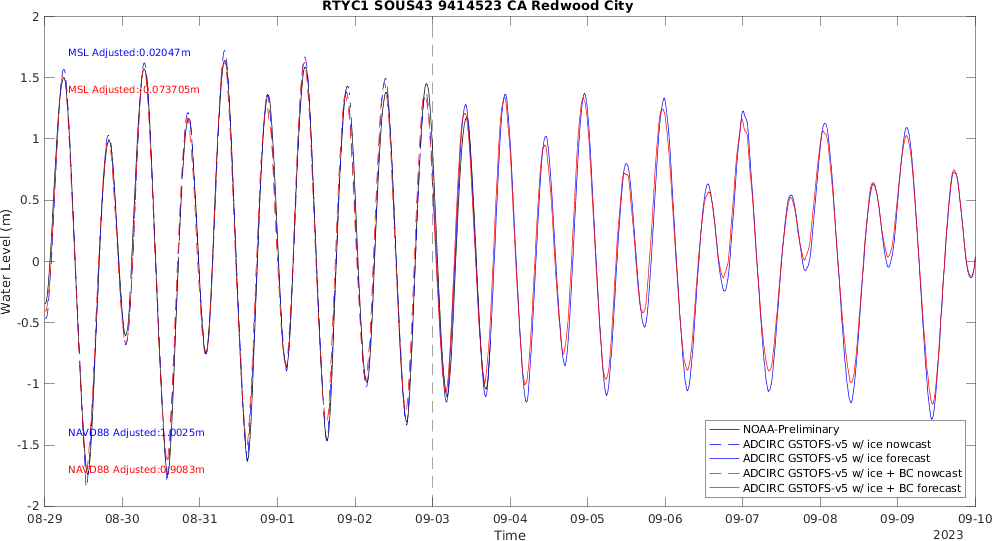 RTYC1 SOUS43 9414523 CA Redwood City
Water Level (m)
2
1.5
1
0.5
0
-0.5
-1
-1.5
-2
MSL Adjusted:0.02047m
MSL Adjusted:-0.073705m
NAVD88 Adjusted:1.0025m
NAVD88 Adjusted:0.9083m
NOAA-Preliminary
ADCIRC GSTOFS-v5 w/ ice nowcast
ADCIRC GSTOFS-v5 w/ ice forecast
ADCIRC GSTOFS-v5 w/ ice + BC nowcast
ADCIRC GSTOFS-v5 w/ ice + BC forecast
08-29 08-30 08-31 09-01 09-02 09-03 09-04 09-05 09-06 09-07 09-08 09-09 09-10
Time
2023